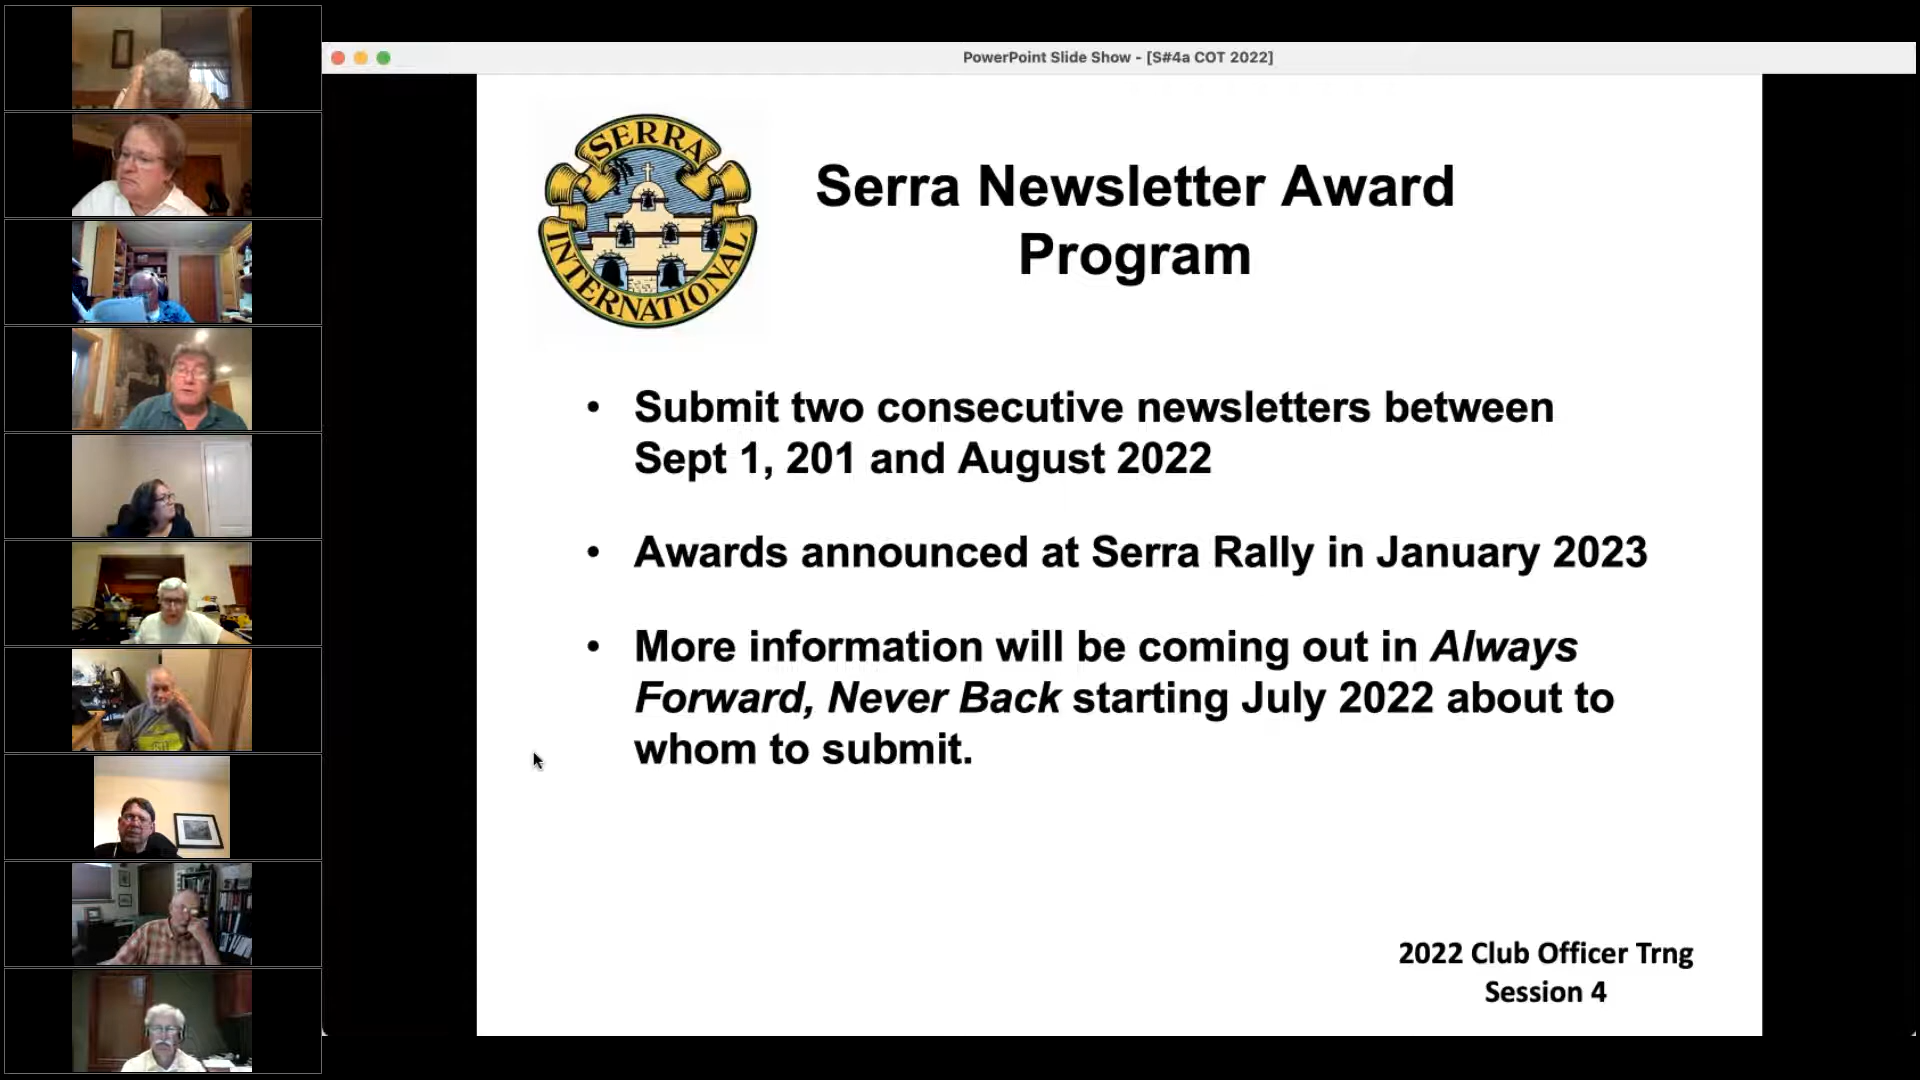 PowerPoint Slide Show - [S#4a COT 2022]
SERRA
INTERNATIONAL
Serra Newsletter Award
Program
• Submit two consecutive newsletters between
Sept 1, 201 and August 2022
• Awards announced at Serra Rally in January 2023
• More information will be coming out in Always
Forward, Never Back starting July 2022 about to
whom to submit.
2022 Club Officer Trng
Session 4